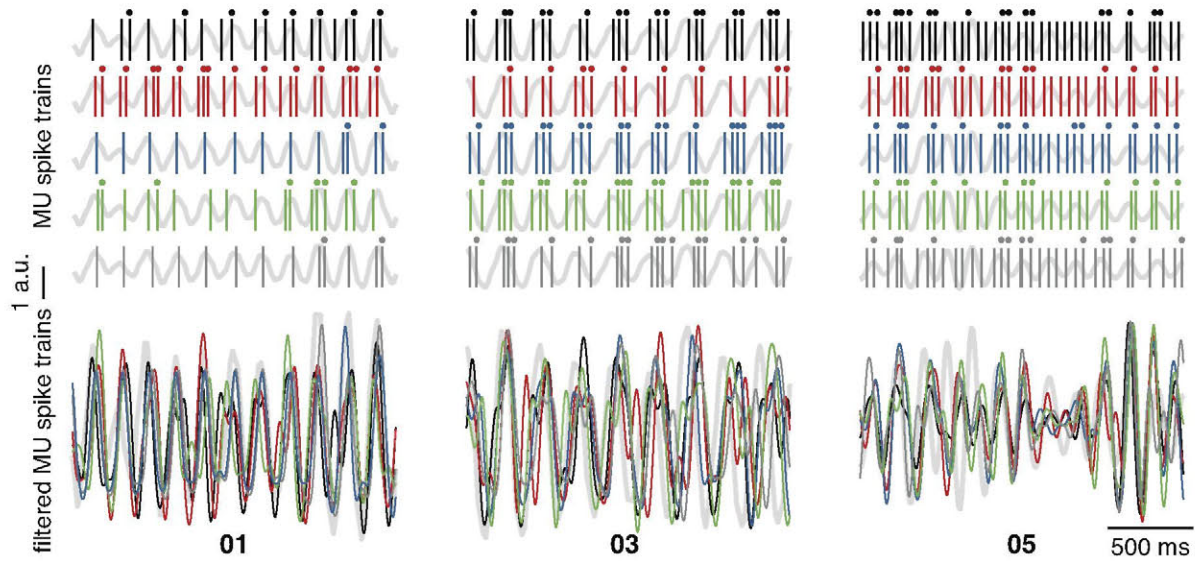 MU spike trains
1 a.u.
filtered MU spike trains
01
03
05
500 ms